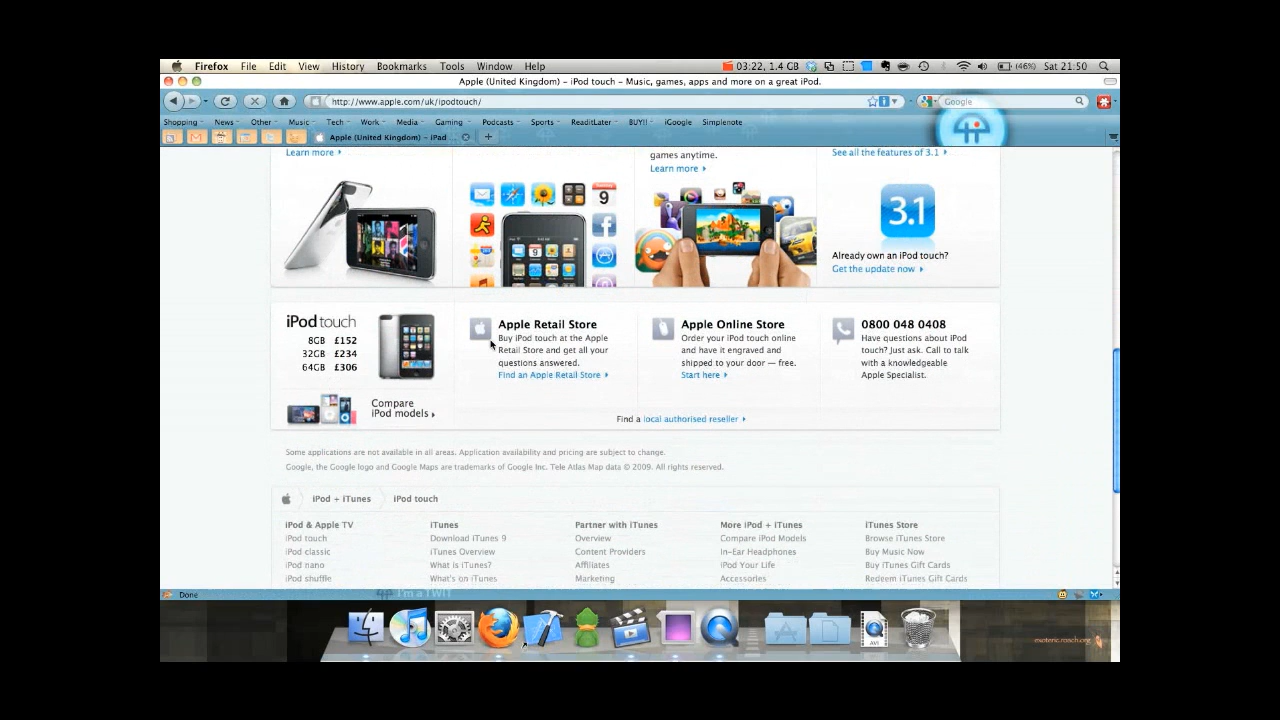 Firefox File Edit View History Bookmarks Tools Window Help 03:22, 1.4 GB (46%) Sat 21:50
Apple (United Kingdom) – iPod touch – Music, games, apps and more on a great iPod.
http://www.apple.com/uk/ipodtouch/ Google
Shopping News Other Music Tech Work Media Gaming Podcasts Sports ReaditLater BUY!! iGoogle Simplenote
Apple (United Kingdom) – iPad ...
Learn more
games anytime.
Learn more
See all the features of 3.1
9
3.1
Already own an iPod touch?
Get the update now
iPod touch
8GB £152
32GB £234
64GB £306
Compare
iPod models
Apple Retail Store
Buy iPod touch at the Apple
Retail Store and get all your
questions answered.
Find an Apple Retail Store
Apple Online Store
Order your iPod touch online
and have it engraved and
shipped to your door — free.
Start here
0800 048 0408
Have questions about iPod
touch? Just ask. Call to talk
with a knowledgeable
Apple Specialist.
Find a local authorised reseller
Some applications are not available in all areas. Application availability and pricing are subject to change.
Google, the Google logo and Google Maps are trademarks of Google Inc. Tele Atlas Map data © 2009. All rights reserved.
iPod + iTunes iPod touch
iPod & Apple TV iTunes Partner with iTunes More iPod + iTunes iTunes Store
iPod touch Download iTunes 9 Overview Compare iPod Models Browse iTunes Store
iPod classic iTunes Overview Content Providers In-Ear Headphones Buy Music Now
iPod nano What is iTunes? Affiliates iPod Your Life Buy iTunes Gift Cards
iPod shuffle What's on iTunes Marketing Accessories Redeem iTunes Gift Cards
Done
I'm a TWiT
AVI
esoteric.roach.org